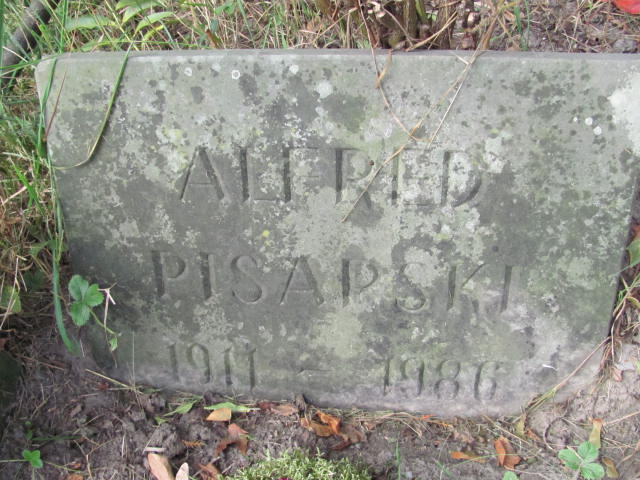 ALFRED
PISARSKI
1911 - 1986